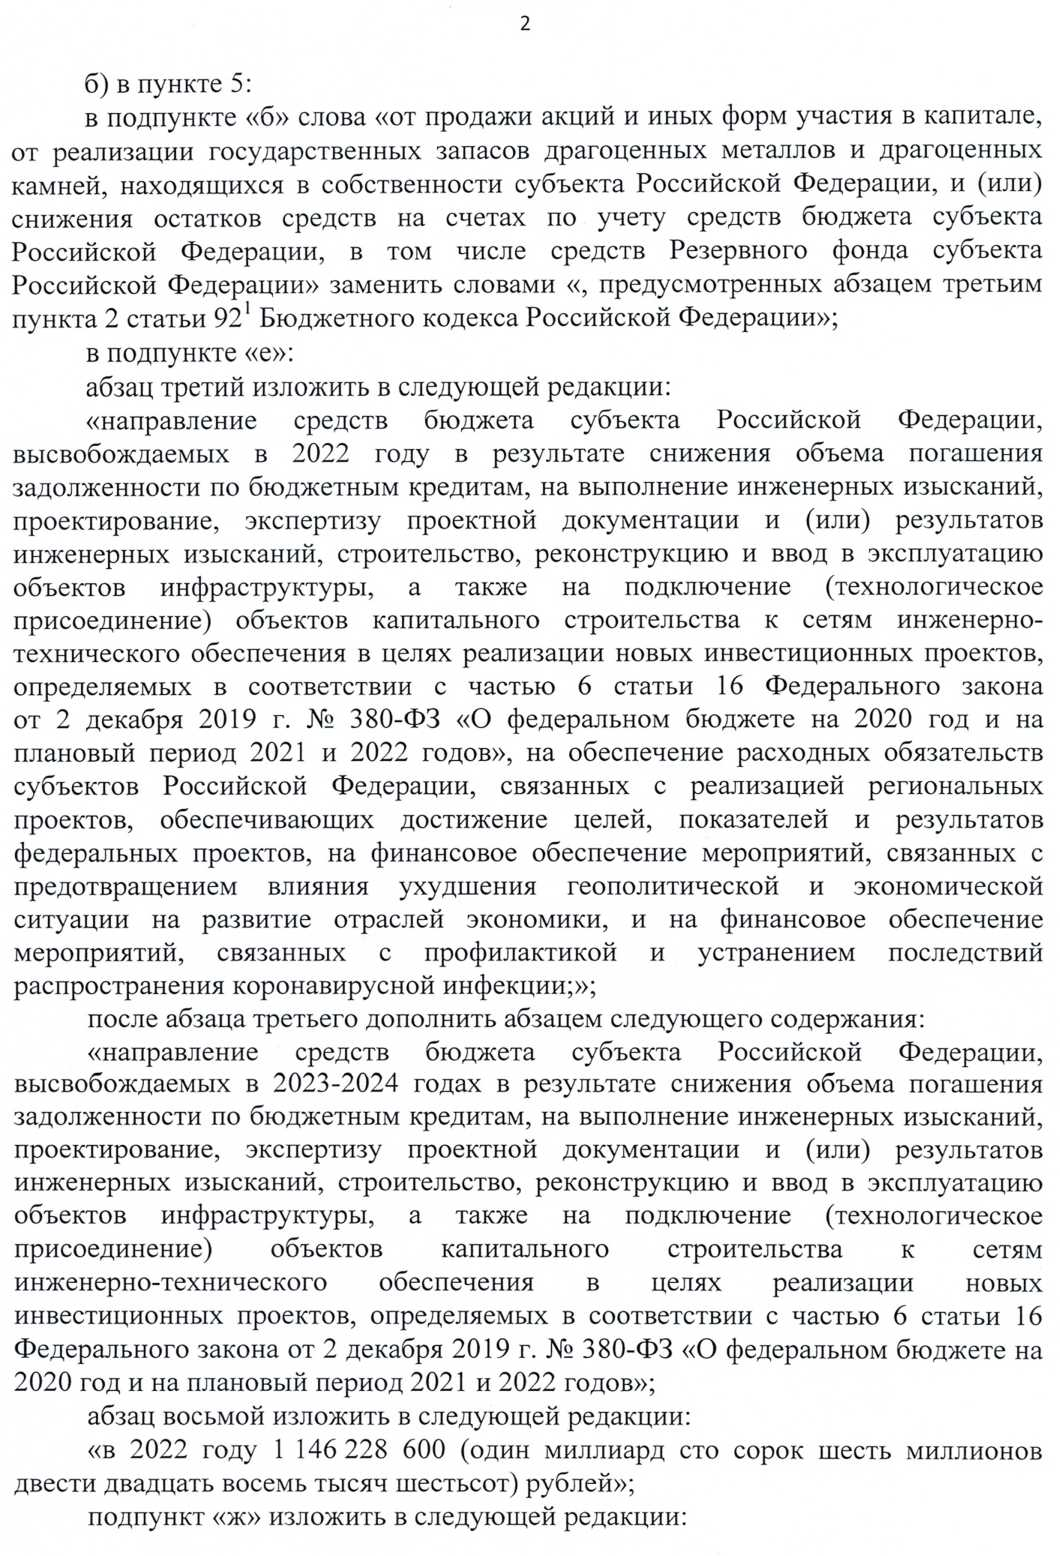 2
б) в пункте 5:
в подпункте «б» слова «от продажи акций и иных форм участия в капитале,
от реализации государственных запасов драгоценных металлов и драгоценных
камней, находящихся в собственности субъекта Российской Федерации, и (или)
снижения остатков средств на счетах по учету средств бюджета субъекта
Российской Федерации, в том числе средств Резервного фонда субъекта
Российской Федерации» заменить словами «, предусмотренных абзацем третьим
пункта 2 статьи 92¹ Бюджетного кодекса Российской Федерации»;
в подпункте «е»:
абзац третий изложить в следующей редакции:
«направление средств бюджета субъекта Российской Федерации,
высвобождаемых в 2022 году в результате снижения объема погашения
задолженности по бюджетным кредитам, на выполнение инженерных изысканий,
проектирование, экспертизу проектной документации и (или) результатов
инженерных изысканий, строительство, реконструкцию и ввод в эксплуатацию
объектов инфраструктуры, а также на подключение (технологическое
присоединение) объектов капитального строительства к сетям инженерно-
технического обеспечения в целях реализации новых инвестиционных проектов,
определяемых в соответствии с частью 6 статьи 16 Федерального закона
от 2 декабря 2019 г. № 380-ФЗ «О федеральном бюджете на 2020 год и на
плановый период 2021 и 2022 годов», на обеспечение расходных обязательств
субъектов Российской Федерации, связанных с реализацией региональных
проектов, обеспечивающих достижение целей, показателей и результатов
федеральных проектов, на финансовое обеспечение мероприятий, связанных с
предотвращением влияния ухудшения геополитической и экономической
ситуации на развитие отраслей экономики, и на финансовое обеспечение
мероприятий, связанных с профилактикой и устранением последствий
распространения коронавирусной инфекции;»;
после абзаца третьего дополнить абзацем следующего содержания:
«направление средств бюджета субъекта Российской Федерации,
высвобождаемых в 2023-2024 годах в результате снижения объема погашения
задолженности по бюджетным кредитам, на выполнение инженерных изысканий,
проектирование, экспертизу проектной документации и (или) результатов
инженерных изысканий, строительство, реконструкцию и ввод в эксплуатацию
объектов инфраструктуры, а также на подключение (технологическое
присоединение) объектов капитального строительства к сетям
инженерно-технического обеспечения в целях реализации новых
инвестиционных проектов, определяемых в соответствии с частью 6 статьи 16
Федерального закона от 2 декабря 2019 г. № 380-ФЗ «О федеральном бюджете на
2020 год и на плановый период 2021 и 2022 годов»;
абзац восьмой изложить в следующей редакции:
«в 2022 году 1 146 228 600 (один миллиард сто сорок шесть миллионов
двести двадцать восемь тысяч шестьсот) рублей»;
подпункт «ж» изложить в следующей редакции: